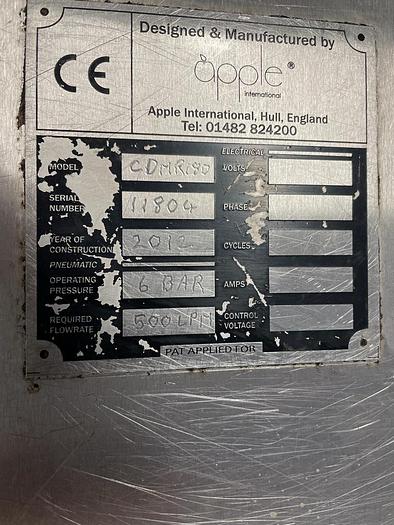 Designed & Manufactured by
CE
apple®
international
Apple International, Hull, England
Tel: 01482 824200
ELECTRICAL
MODEL CDMR180 VOLTS
SERIAL NUMBER 11804 PHASE
YEAR OF CONSTRUCTION 2012 CYCLES
PNEUMATIC
OPERATING PRESSURE 6 BAR AMPS
REQUIRED FLOWRATE 500 LPM CONTROL VOLTAGE
PAT APPLIED FOR